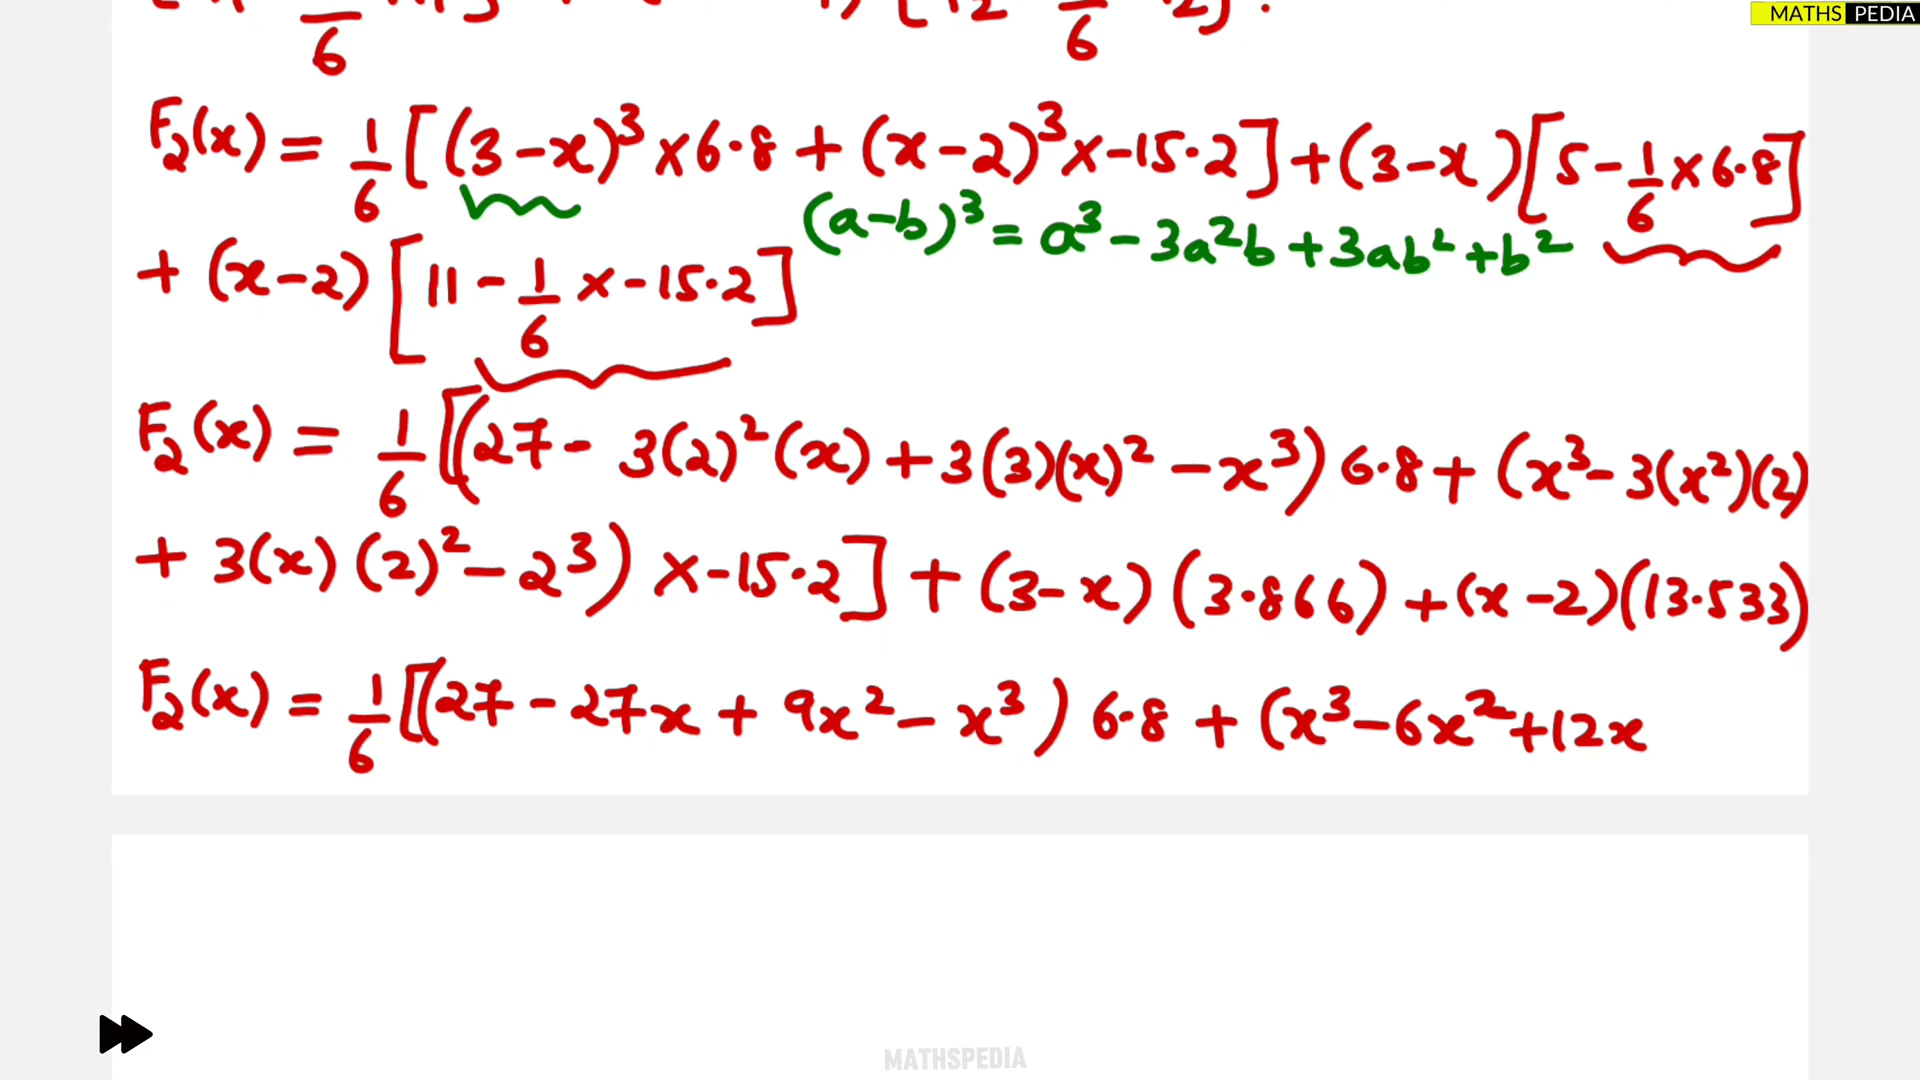 MATHS PEDIA
6 6
F₂(x) = 1/6 [(3-x)³ × 6.8 + (x-2)³ × -15.2] + (3-x) [5 - 1/6 × 6.8]
(a-b)³ = a³ - 3a²b + 3ab² + b²
+ (x-2) [11 - 1/6 × -15.2]
F₂(x) = 1/6 [(27 - 3(2)²(x) + 3(3)(x)² - x³) 6.8 + (x³ - 3(x²)(2)
+ 3(x)(2)² - 2³) × -15.2] + (3-x)(3.866) + (x-2)(13.533)
F₂(x) = 1/6 [(27 - 27x + 9x² - x³) 6.8 + (x³ - 6x² + 12x
MATHSPEDIA